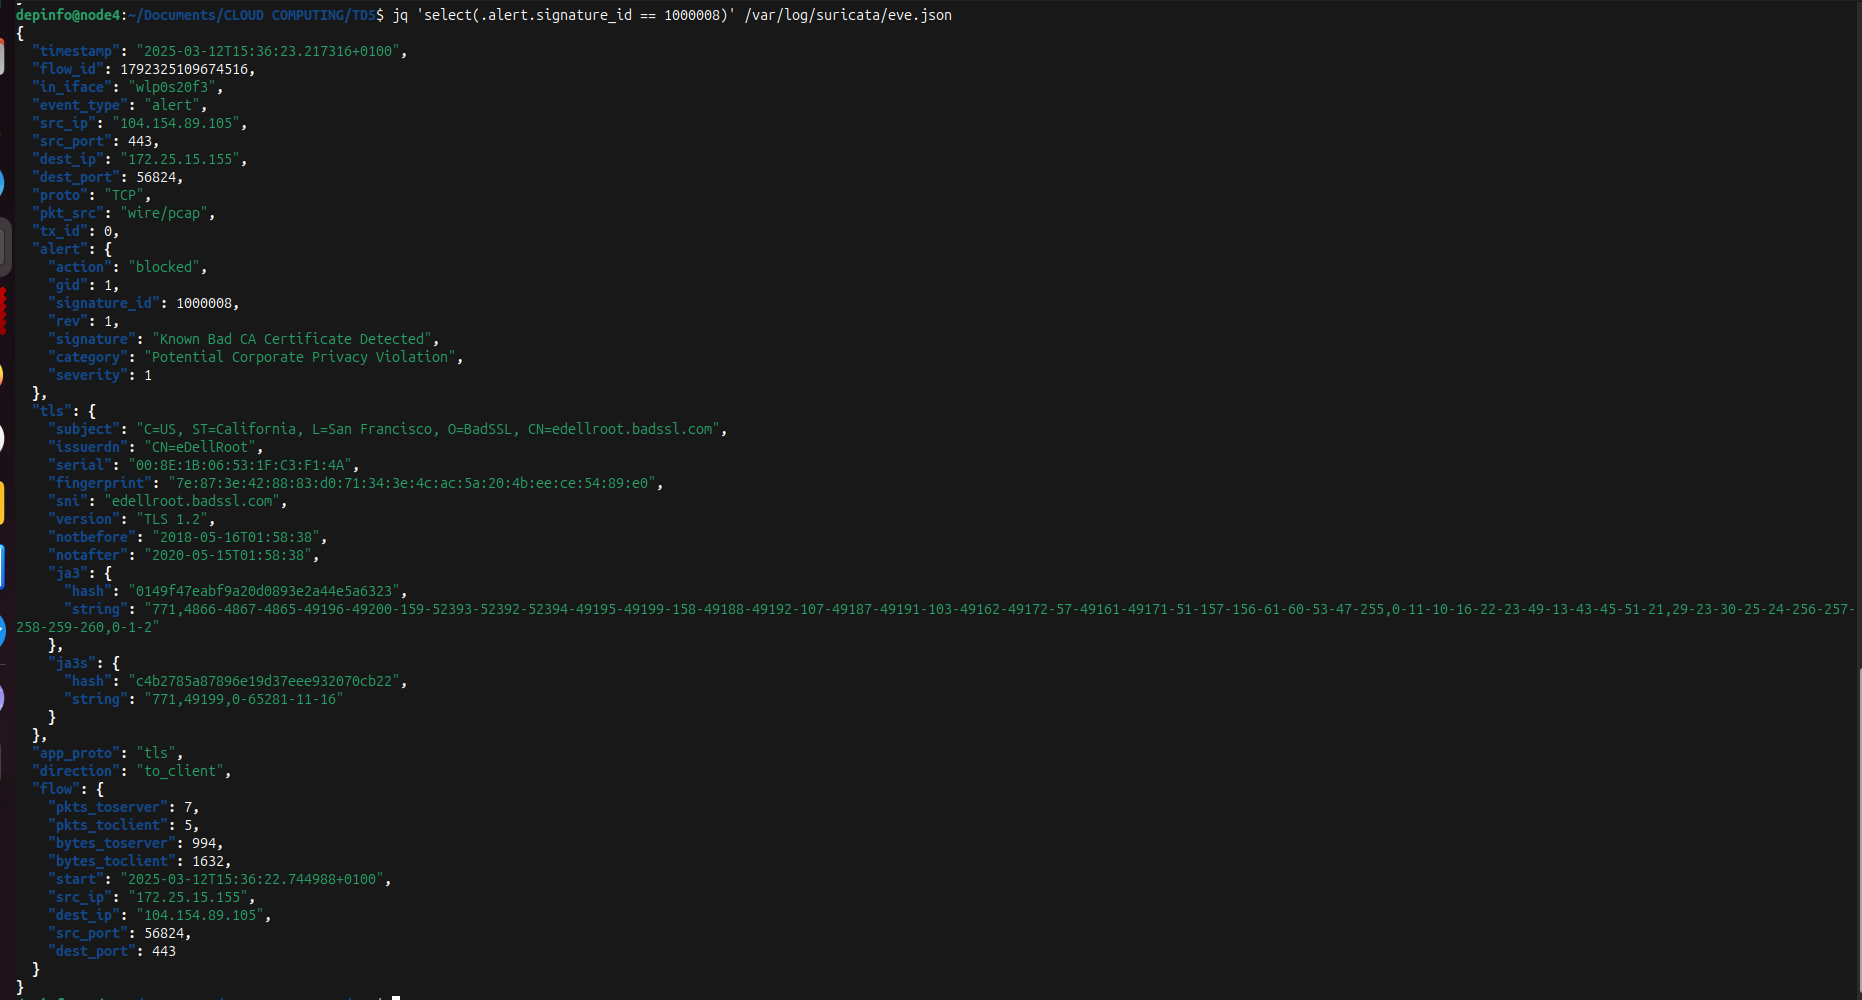 depinfo@node4:~/Documents/CLOUD COMPUTING/TD5$ jq 'select(.alert.signature_id == 1000008)' /var/log/suricata/eve.json
{
  "timestamp": "2025-03-12T15:36:23.217316+0100",
  "flow_id": 1792325109674516,
  "in_iface": "wlp0s20f3",
  "event_type": "alert",
  "src_ip": "104.154.89.105",
  "src_port": 443,
  "dest_ip": "172.25.15.155",
  "dest_port": 56824,
  "proto": "TCP",
  "pkt_src": "wire/pcap",
  "tx_id": 0,
  "alert": {
    "action": "blocked",
    "gid": 1,
    "signature_id": 1000008,
    "rev": 1,
    "signature": "Known Bad CA Certificate Detected",
    "category": "Potential Corporate Privacy Violation",
    "severity": 1
  },
  "tls": {
    "subject": "C=US, ST=California, L=San Francisco, O=BadSSL, CN=edellroot.badssl.com",
    "issuerdn": "CN=eDellRoot",
    "serial": "00:8E:1B:06:53:1F:C3:F1:4A",
    "fingerprint": "7e:87:3e:42:88:83:d0:71:34:3e:4c:ac:5a:20:4b:ee:ce:54:89:e0",
    "sni": "edellroot.badssl.com",
    "version": "TLS 1.2",
    "notbefore": "2018-05-16T01:58:38",
    "notafter": "2020-05-15T01:58:38",
    "ja3": {
      "hash": "0149f47eabf9a20d0893e2a44e5a6323",
      "string": "771,4866-4867-4865-49196-49200-159-52393-52392-52394-49195-49199-158-49188-49192-107-49187-49191-103-49162-49172-57-49161-49171-51-157-156-61-60-53-47-255,0-11-10-16-22-23-49-13-43-45-51-21,29-23-30-25-24-256-257-
258-259-260,0-1-2"
    },
    "ja3s": {
      "hash": "c4b2785a87896e19d37eee932070cb22",
      "string": "771,49199,0-65281-11-16"
    }
  },
  "app_proto": "tls",
  "direction": "to_client",
  "flow": {
    "pkts_toserver": 7,
    "pkts_toclient": 5,
    "bytes_toserver": 994,
    "bytes_toclient": 1632,
    "start": "2025-03-12T15:36:22.744988+0100",
    "src_ip": "172.25.15.155",
    "dest_ip": "104.154.89.105",
    "src_port": 56824,
    "dest_port": 443
  }
}